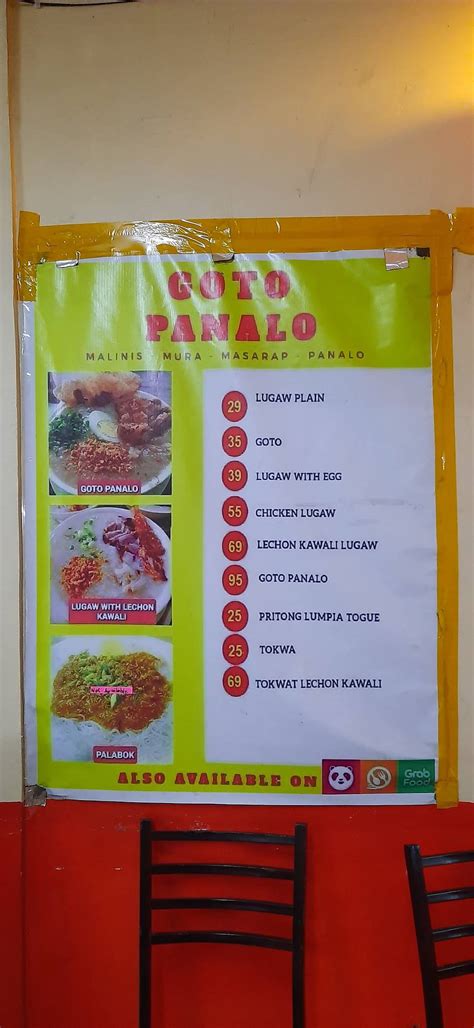 GOTO
PANALO
MALINIS - MURA - MASARAP - PANALO
29 LUGAW PLAIN
35 GOTO
39 LUGAW WITH EGG
55 CHICKEN LUGAW
69 LECHON KAWALI LUGAW
95 GOTO PANALO
25 PRITONG LUMPIA TOGUE
25 TOKWA
69 TOKWAT LECHON KAWALI
GOTO PANALO
LUGAW WITH LECHON
KAWALI
PALABOK
ALSO AVAILABLE ON
Grab
Food